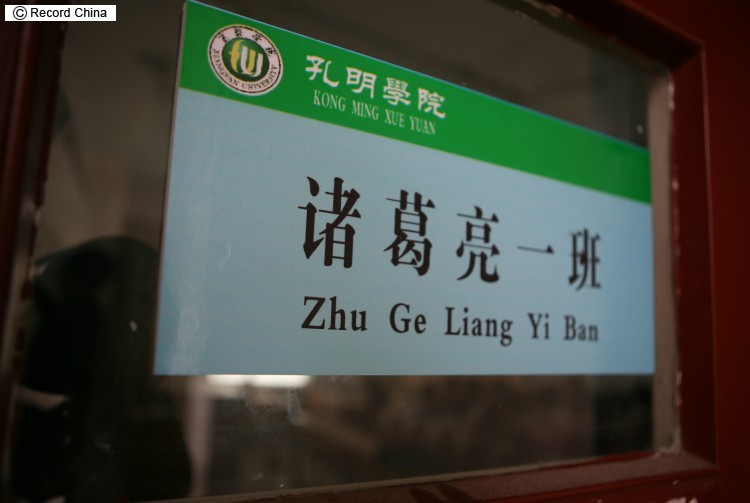 © Record China
孔明學院
KONG MING XUE YUAN
诸葛亮一班
Zhu Ge Liang Yi Ban